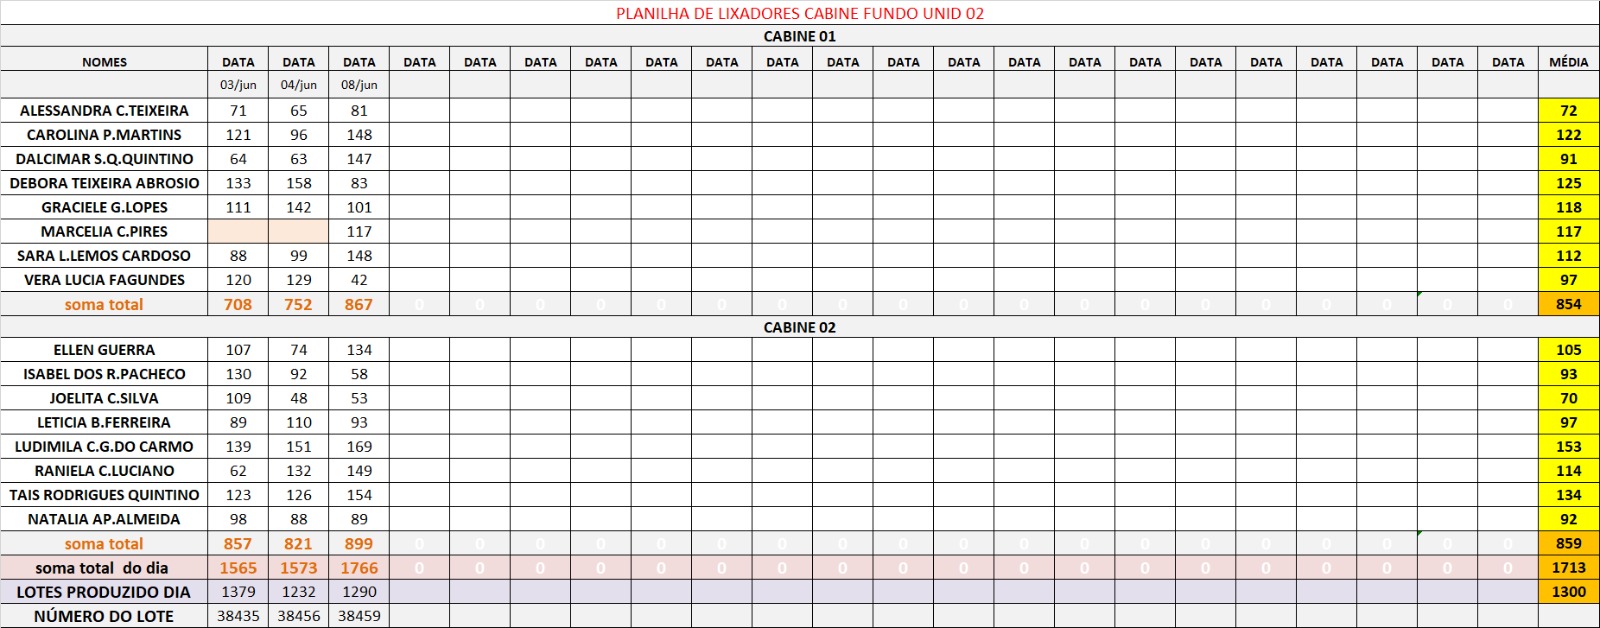 PLANILHA DE LIXADORES CABINE FUNDO UNID 02
CABINE 01
NOMES DATA DATA DATA DATA DATA DATA DATA DATA DATA DATA DATA DATA DATA DATA DATA DATA DATA DATA DATA DATA DATA DATA MÉDIA
03/jun 04/jun 08/jun
ALESSANDRA C.TEIXEIRA 71 65 81 72
CAROLINA P.MARTINS 121 96 148 122
DALCIMAR S.Q.QUINTINO 64 63 147 91
DEBORA TEIXEIRA ABROSIO 133 158 83 125
GRACIELE G.LOPES 111 142 101 118
MARCELIA C.PIRES 117 117
SARA L.LEMOS CARDOSO 88 99 148 112
VERA LUCIA FAGUNDES 120 129 42 97
soma total 708 752 867 0 0 0 0 0 0 0 0 0 0 0 0 0 0 0 0 0 0 0 854
CABINE 02
ELLEN GUERRA 107 74 134 105
ISABEL DOS R.PACHECO 130 92 58 93
JOELITA C.SILVA 109 48 53 70
LETICIA B.FERREIRA 89 110 93 97
LUDIMILA C.G.DO CARMO 139 151 169 153
RANIELA C.LUCIANO 62 132 149 114
TAIS RODRIGUES QUINTINO 123 126 154 134
NATALIA AP.ALMEIDA 98 88 89 92
soma total 857 821 899 0 0 0 0 0 0 0 0 0 0 0 0 0 0 0 0 0 0 0 859
soma total do dia 1565 1573 1766 0 0 0 0 0 0 0 0 0 0 0 0 0 0 0 0 0 0 0 1713
LOTES PRODUZIDO DIA 1379 1232 1290 1300
NÚMERO DO LOTE 38435 38456 38459